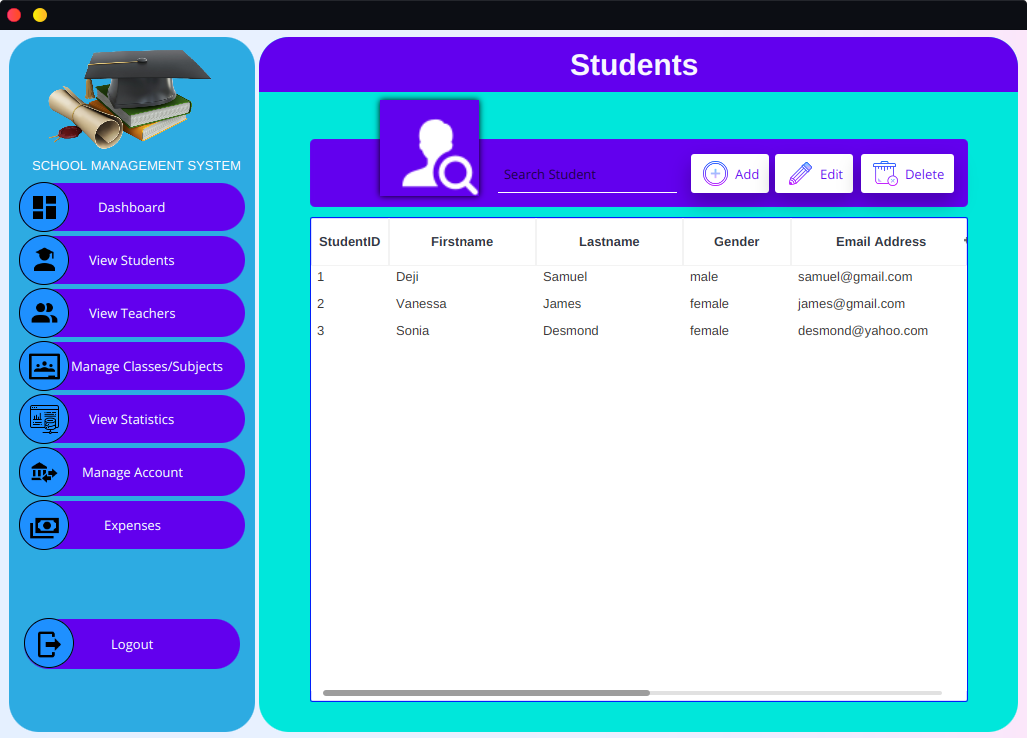 Students
SCHOOL MANAGEMENT SYSTEM
Dashboard
View Students
View Teachers
Manage Classes/Subjects
View Statistics
Manage Account
Expenses
Logout
Search Student
Add
Edit
Delete
StudentID Firstname Lastname Gender Email Address
1 Deji Samuel male samuel@gmail.com
2 Vanessa James female james@gmail.com
3 Sonia Desmond female desmond@yahoo.com